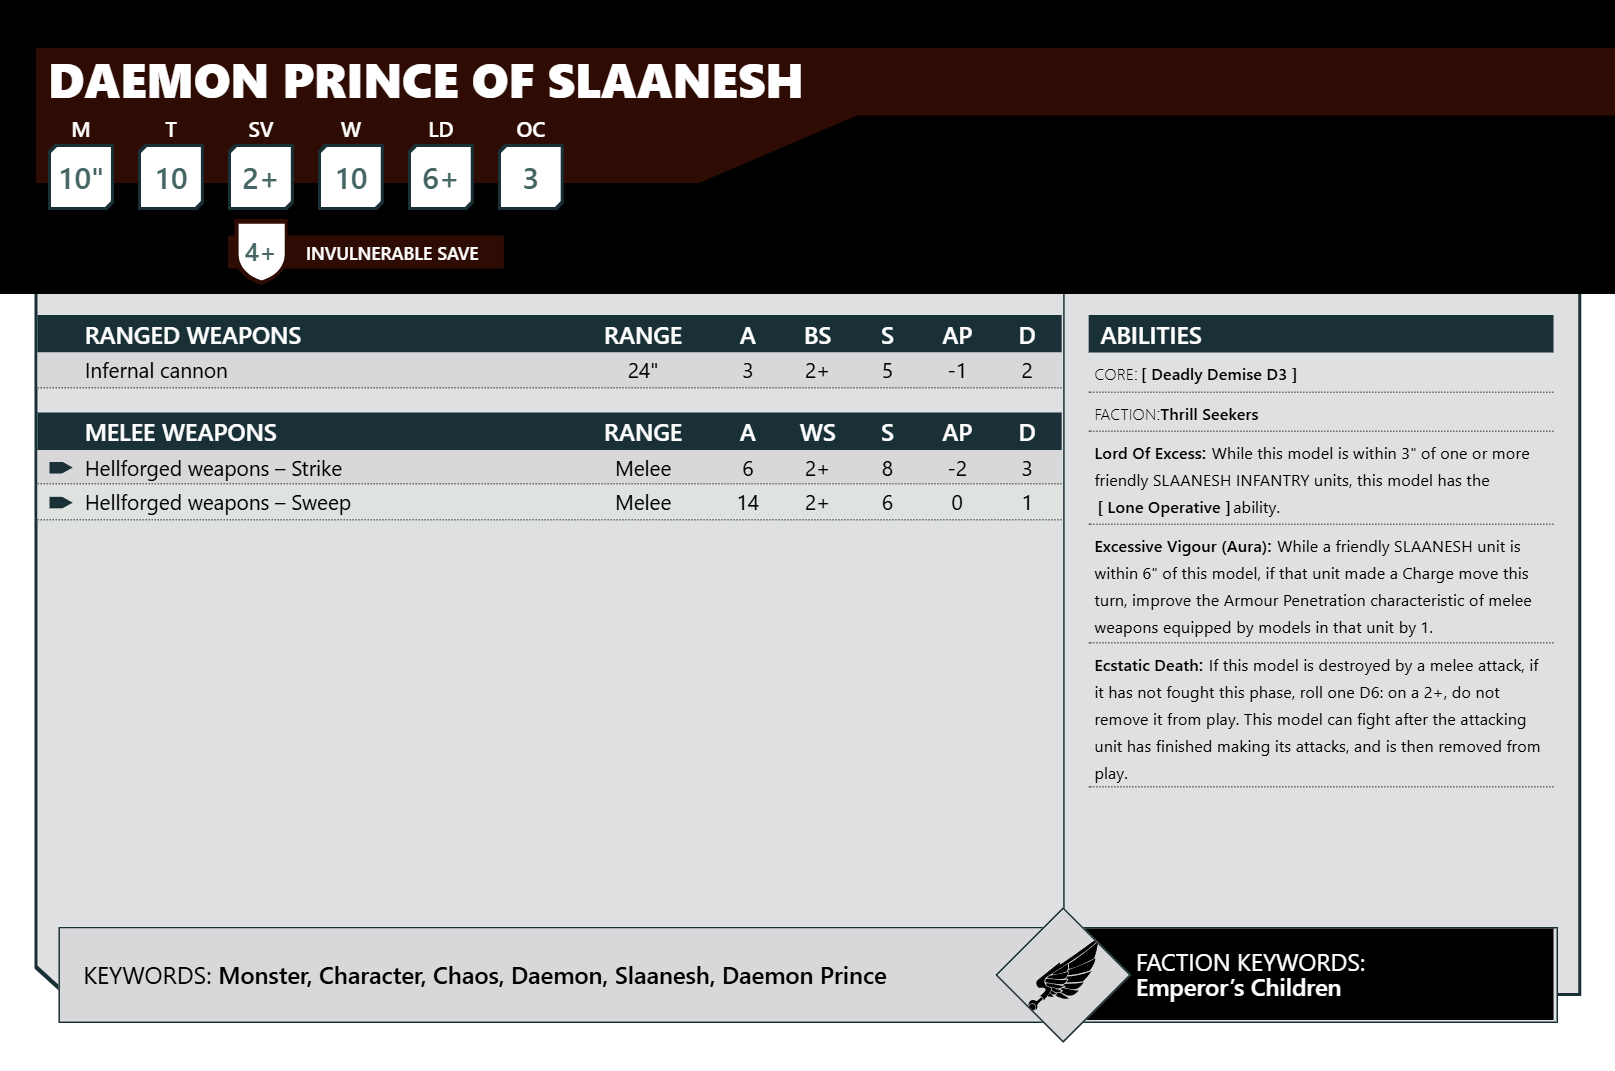 DAEMON PRINCE OF SLAANESH
M T SV W LD OC
10" 10 2+ 10 6+ 3
4+ INVULNERABLE SAVE
RANGED WEAPONS RANGE A BS S AP D
Infernal cannon 24" 3 2+ 5 -1 2
MELEE WEAPONS RANGE A WS S AP D
Hellforged weapons – Strike Melee 6 2+ 8 -2 3
Hellforged weapons – Sweep Melee 14 2+ 6 0 1
ABILITIES
CORE: [ Deadly Demise D3 ]
FACTION:Thrill Seekers
Lord Of Excess: While this model is within 3" of one or more
friendly SLAANESH INFANTRY units, this model has the
[ Lone Operative ] ability.
Excessive Vigour (Aura): While a friendly SLAANESH unit is
within 6" of this model, if that unit made a Charge move this
turn, improve the Armour Penetration characteristic of melee
weapons equipped by models in that unit by 1.
Ecstatic Death: If this model is destroyed by a melee attack, if
it has not fought this phase, roll one D6: on a 2+, do not
remove it from play. This model can fight after the attacking
unit has finished making its attacks, and is then removed from
play.
KEYWORDS: Monster, Character, Chaos, Daemon, Slaanesh, Daemon Prince
FACTION KEYWORDS:
Emperor’s Children